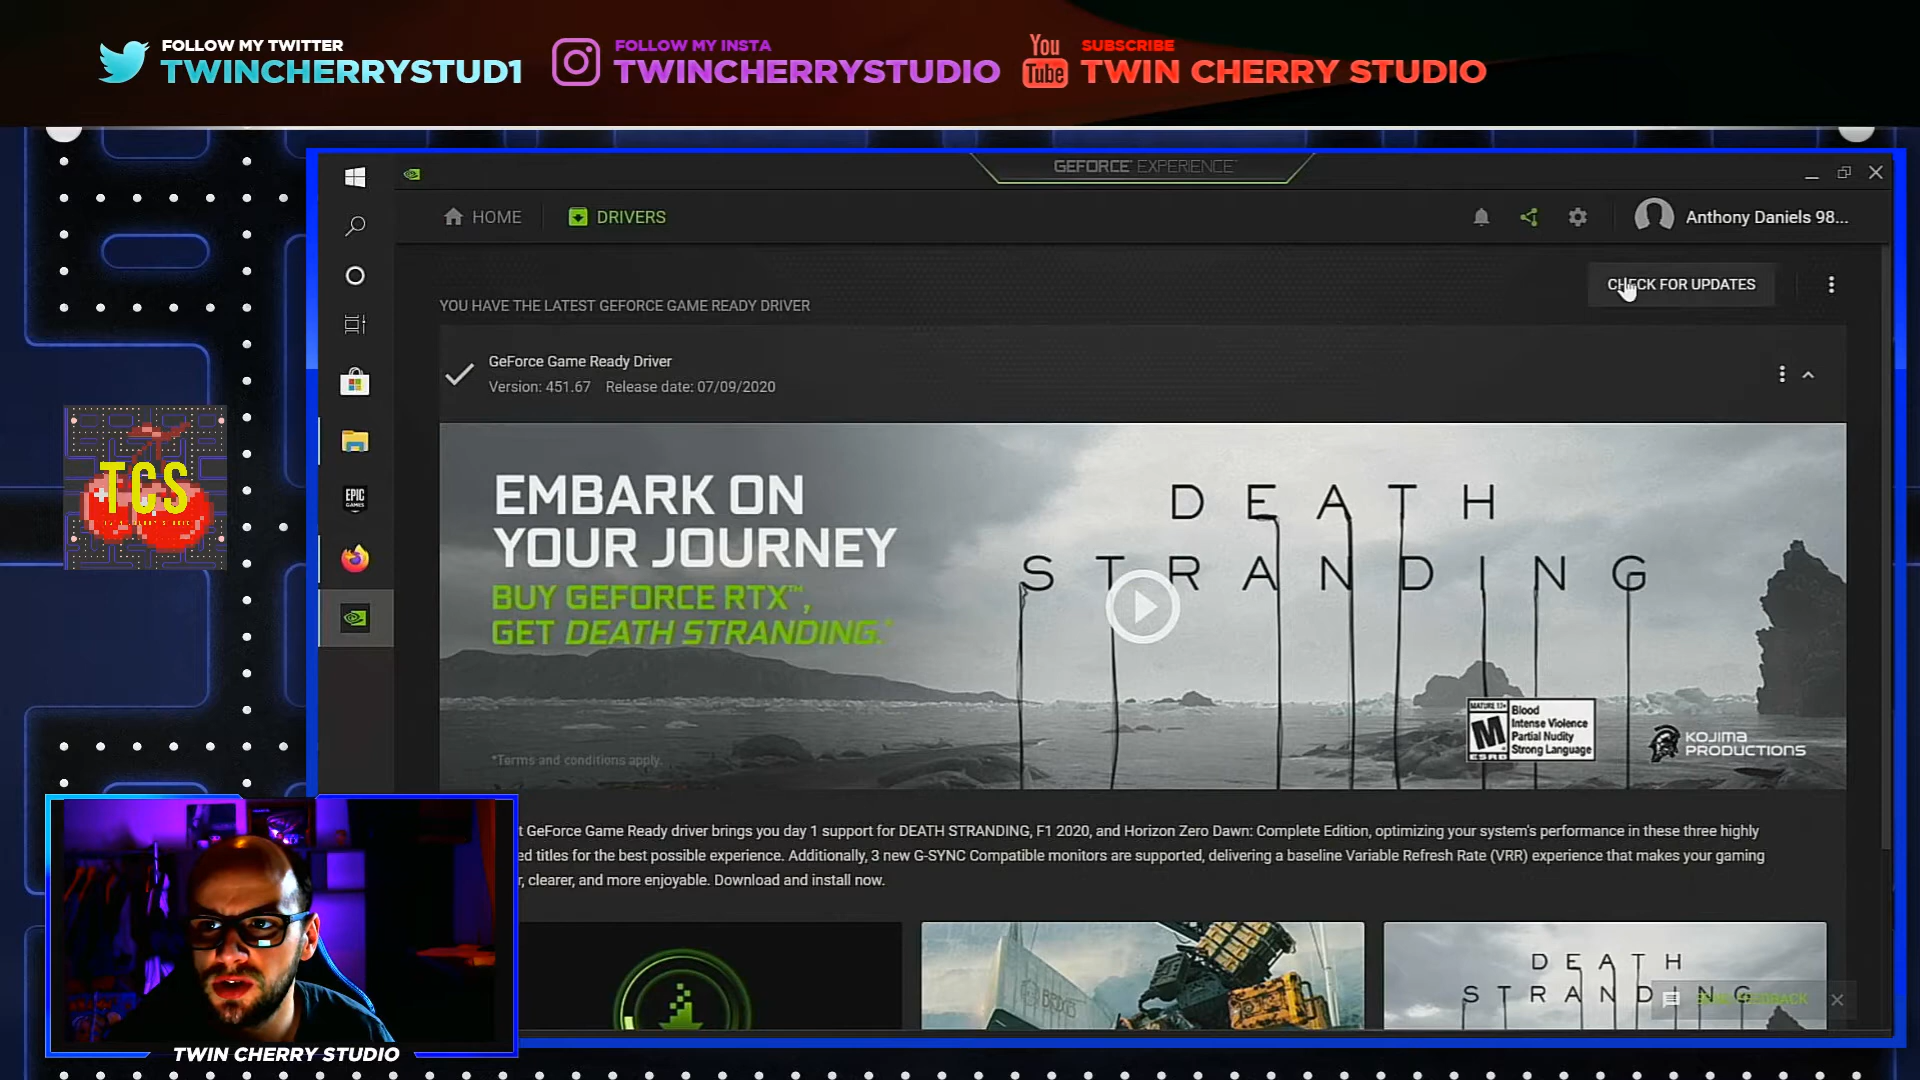 FOLLOW MY TWITTER
TWINCHERRYSTUD1
FOLLOW MY INSTA
TWINCHERRYSTUDIO
You
Tube
SUBSCRIBE
TWIN CHERRY STUDIO
GEFORCE EXPERIENCE
HOME
DRIVERS
Anthony Daniels 98...
CHECK FOR UPDATES
YOU HAVE THE LATEST GEFORCE GAME READY DRIVER
GeForce Game Ready Driver
Version: 451.67 Release date: 07/09/2020
EPIC
GAMES
TCS
EMBARK ON
YOUR JOURNEY
BUY GEFORCE RTX™,
GET DEATH STRANDING.*
*Terms and conditions apply.
DEATH
STRANDING
MATURE 17+
M
ESRB
Blood
Intense Violence
Partial Nudity
Strong Language
KOJIMA
PRODUCTIONS
GeForce Game Ready driver brings you day 1 support for DEATH STRANDING, F1 2020, and Horizon Zero Dawn: Complete Edition, optimizing your system's performance in these three highly
titles for the best possible experience. Additionally, 3 new G-SYNC Compatible monitors are supported, delivering a baseline Variable Refresh Rate (VRR) experience that makes your gaming
, clearer, and more enjoyable. Download and install now.
BRIDGES
DEATH
STRANDING
FEEDBACK
TWIN CHERRY STUDIO